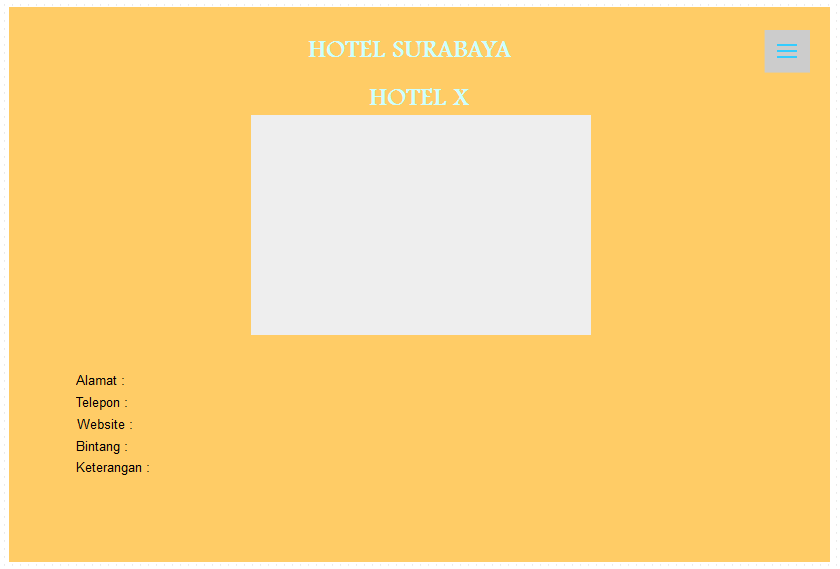 HOTEL SURABAYA
HOTEL X
Alamat :
Telepon :
Website :
Bintang :
Keterangan :